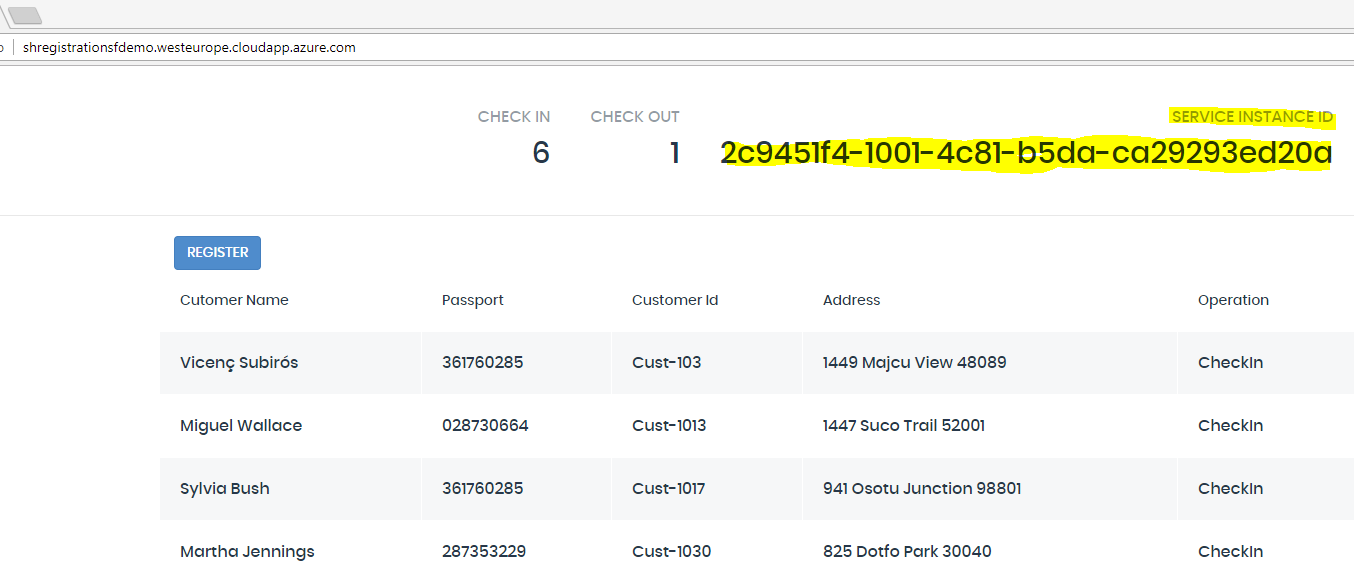 shregistrationsfdemo.westeurope.cloudapp.azure.com
CHECK IN CHECK OUT SERVICE INSTANCE ID
6 1 2c9451f4-1001-4c81-b5da-ca29293ed20a
REGISTER
Cutomer Name Passport Customer Id Address Operation
Vicenç Subirós 361760285 Cust-103 1449 Majcu View 48089 CheckIn
Miguel Wallace 028730664 Cust-1013 1447 Suco Trail 52001 CheckIn
Sylvia Bush 361760285 Cust-1017 941 Osotu Junction 98801 CheckIn
Martha Jennings 287353229 Cust-1030 825 Dotfo Park 30040 CheckIn